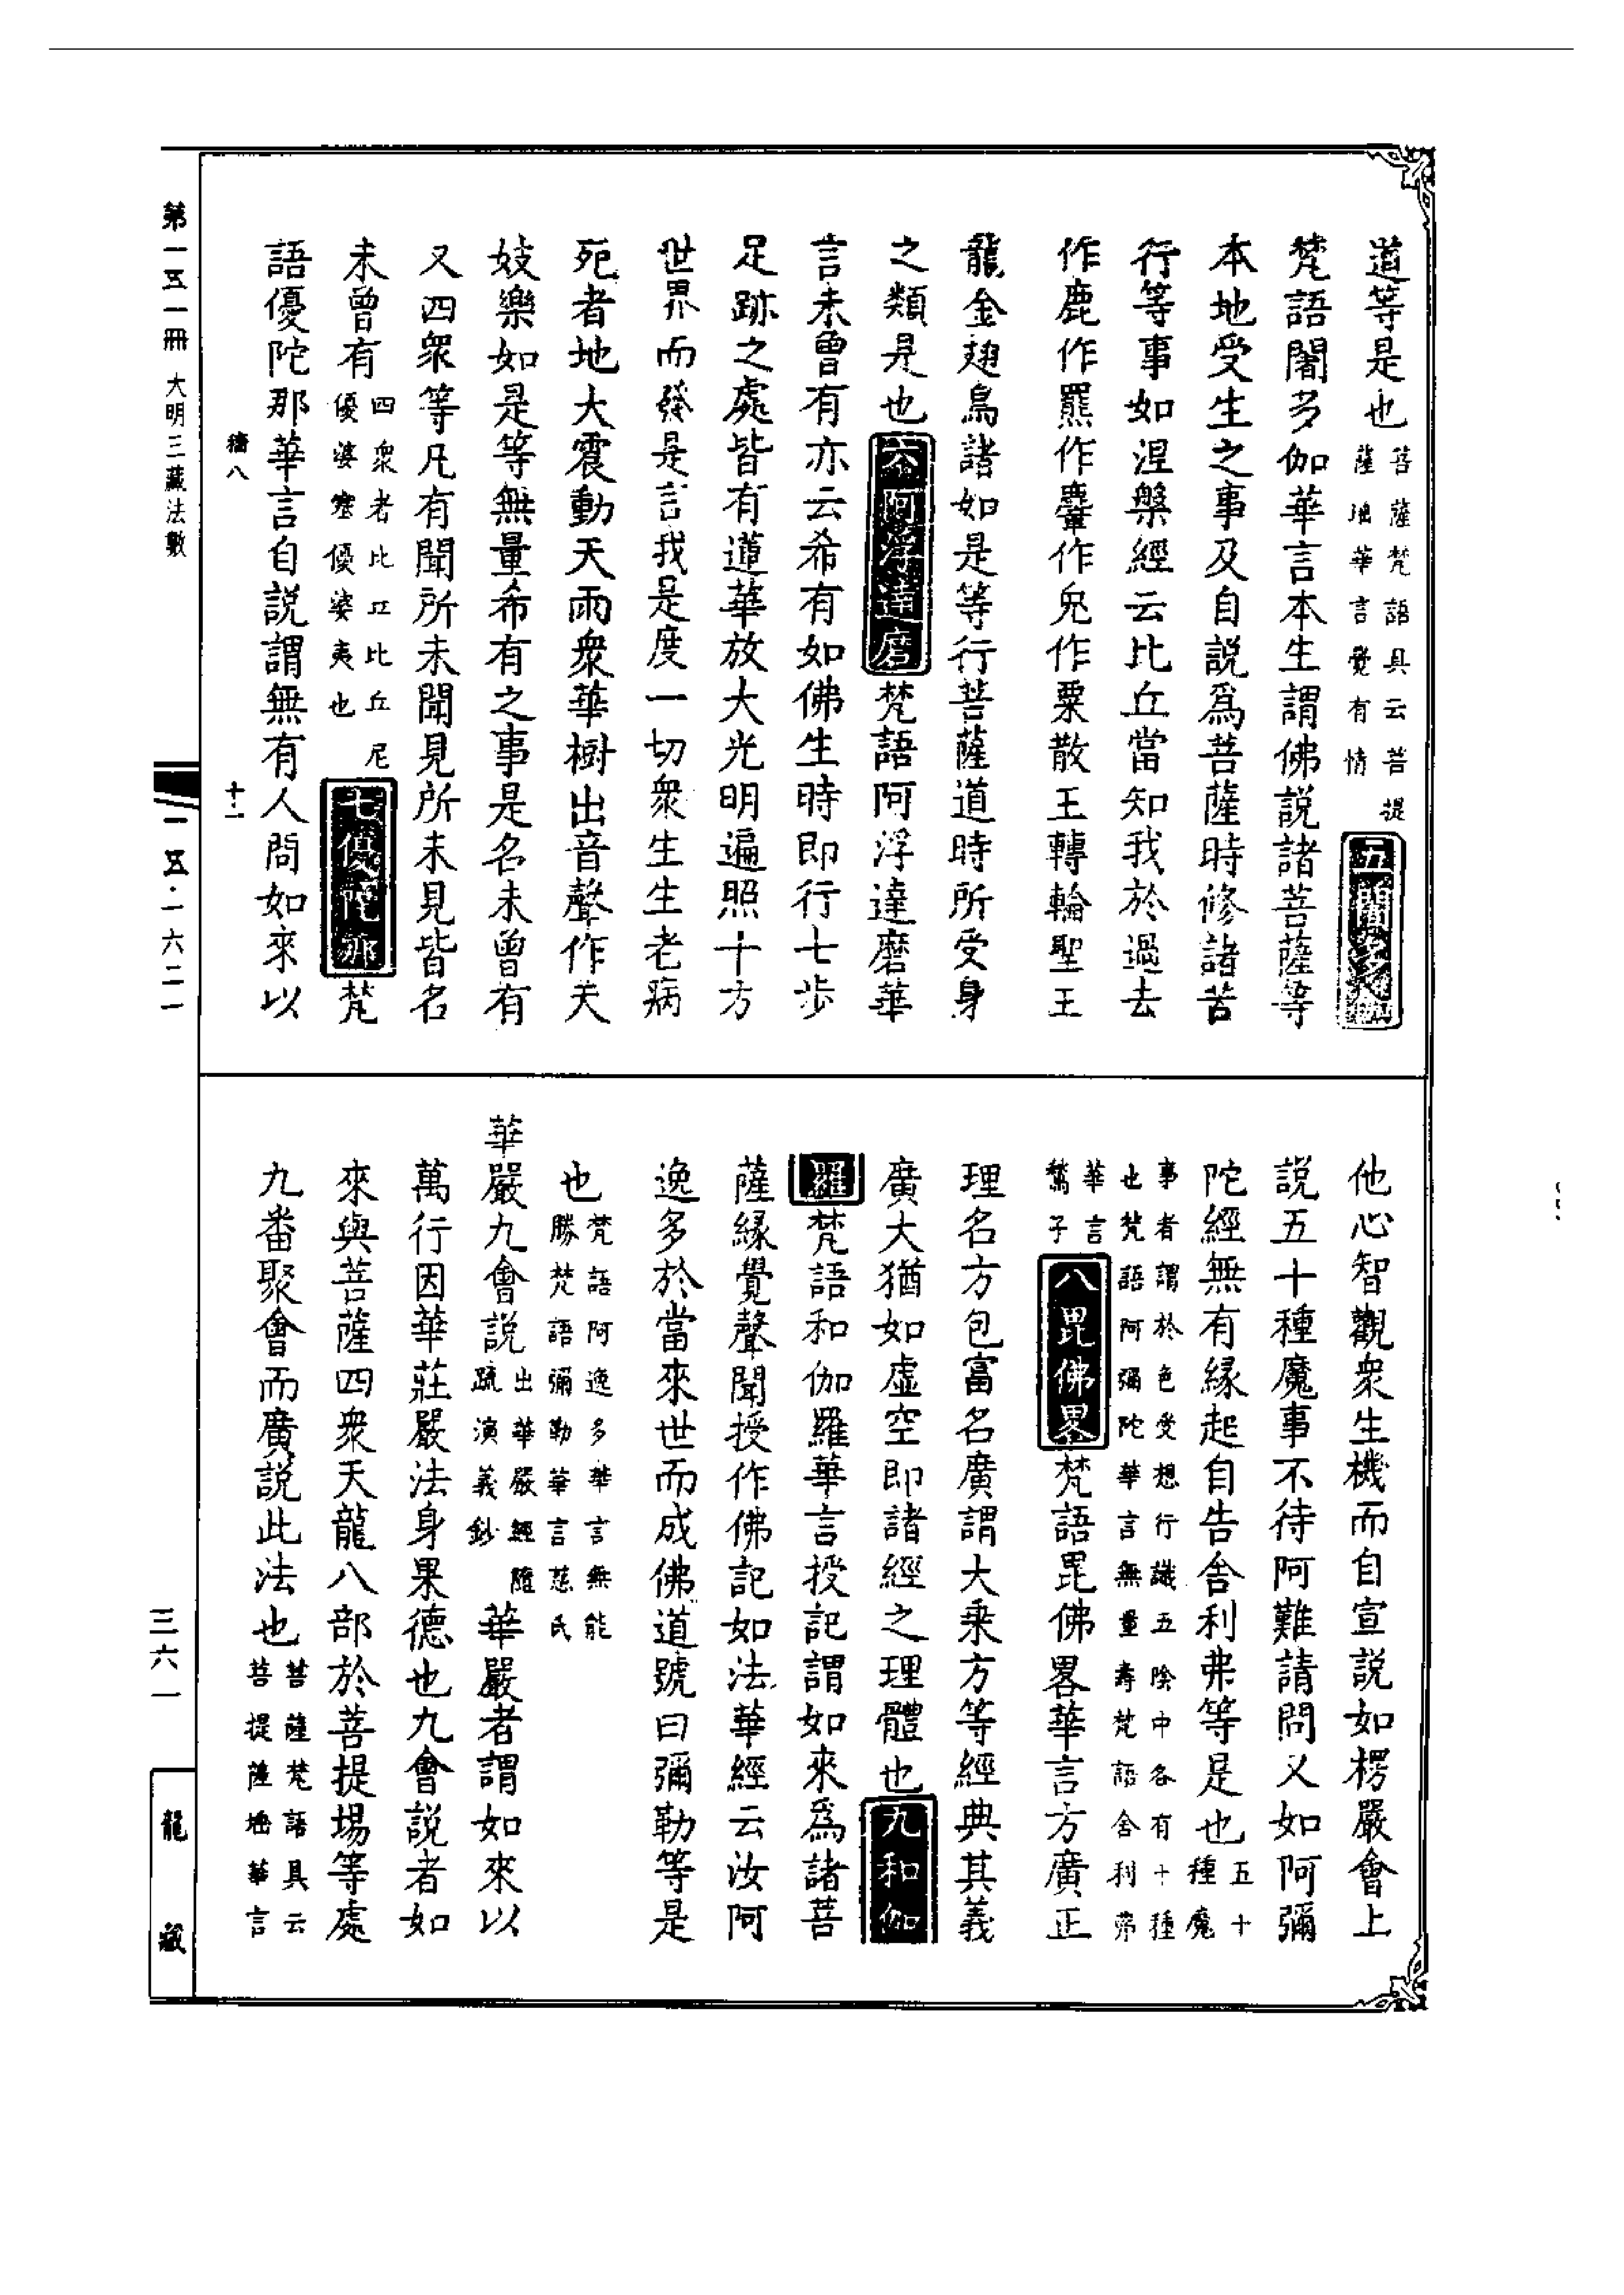 道等是也菩薩梵語具云菩提薩埵華言覺有情五闍多伽
梵語闍多伽華言本生謂佛說諸菩薩等
本地受生之事及自說爲菩薩時修諸苦
行等事如涅槃經云比丘當知我於過去
作鹿作羆作麞作兔作粟散王轉輪聖王
龍金翅鳥諸如是等行菩薩道時所受身
之類是也六阿浮達磨梵語阿浮達磨華
言未曾有亦云希有如佛生時即行七步
足跡之處皆有蓮華放大光明遍照十方
世界而發是言我是度一切衆生生老病
死者地大震動天雨衆華樹出音聲作天
妓樂如是等無量希有之事是名未曾有
又四衆等凡有聞所未聞見所未見皆名
未曾有四衆者比丘比丘尼優婆塞優婆夷也七優陀那梵
語優陀那華言自說謂無有人問如來以
他心智觀衆生機而自宣說如楞嚴會上
說五十種魔事不待阿難請問又如阿彌
陀經無有緣起自告舍利弗等是也五十種魔
事者謂於色受想行識五陰中各有十種也梵語阿彌陀華言無量壽梵語舍利弗
華言鶖子八毘佛畧梵語毘佛畧華言方廣正
理名方包富名廣謂大乘方等經典其義
廣大猶如虛空即諸經之理體也九和伽
羅梵語和伽羅華言授記謂如來爲諸菩
薩緣覺聲聞授作佛記如法華經云汝阿
逸多於當來世而成佛道號曰彌勒等是
也梵語阿逸多華言無能勝梵語彌勒華言慈氏
華嚴九會說出華嚴經隨疏演義鈔華嚴者謂如來以
萬行因華莊嚴法身果德也九會說者如
來與菩薩四衆天龍八部於菩提場等處
九番聚會而廣說此法也菩薩梵語具云菩提薩埵華言
第一五一冊 大明三藏法數
十二
一五一·六二一
三六一
龍藏